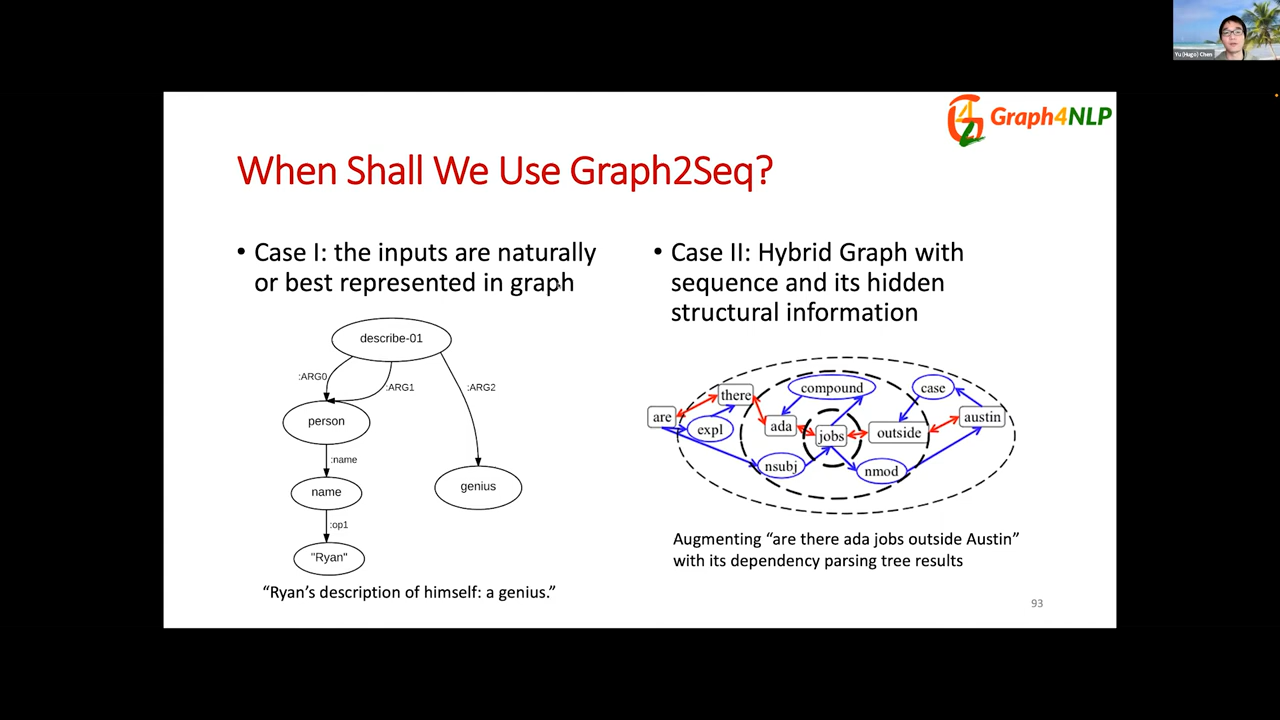 Yu (Hugo) Chen
Graph4NLP
When Shall We Use Graph2Seq?
• Case I: the inputs are naturally
or best represented in graph
describe-01
:ARG0
:ARG1
:ARG2
person
:name
name
genius
:op1
"Ryan"
“Ryan’s description of himself: a genius.”
• Case II: Hybrid Graph with
sequence and its hidden
structural information
compound
case
there
are
austin
expl
ada
jobs
outside
nsubj
nmod
Augmenting “are there ada jobs outside Austin”
with its dependency parsing tree results
93